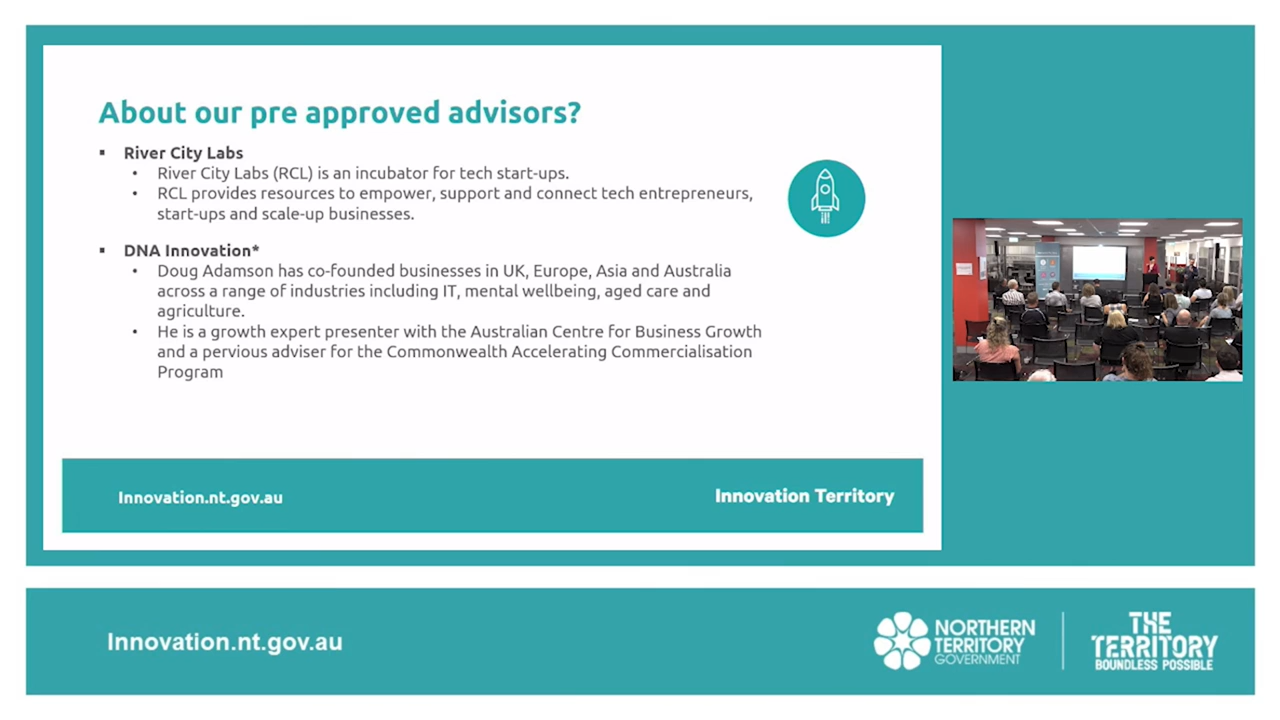 About our pre approved advisors?
▪ River City Labs
• River City Labs (RCL) is an incubator for tech start-ups.
• RCL provides resources to empower, support and connect tech entrepreneurs,
start-ups and scale-up businesses.
▪ DNA Innovation*
• Doug Adamson has co-founded businesses in UK, Europe, Asia and Australia
across a range of industries including IT, mental wellbeing, aged care and
agriculture.
• He is a growth expert presenter with the Australian Centre for Business Growth
and a pervious adviser for the Commonwealth Accelerating Commercialisation
Program
Innovation.nt.gov.au
Innovation Territory
Innovation.nt.gov.au
NORTHERN
TERRITORY
GOVERNMENT
THE
TERRITORY
BOUNDLESS POSSIBLE